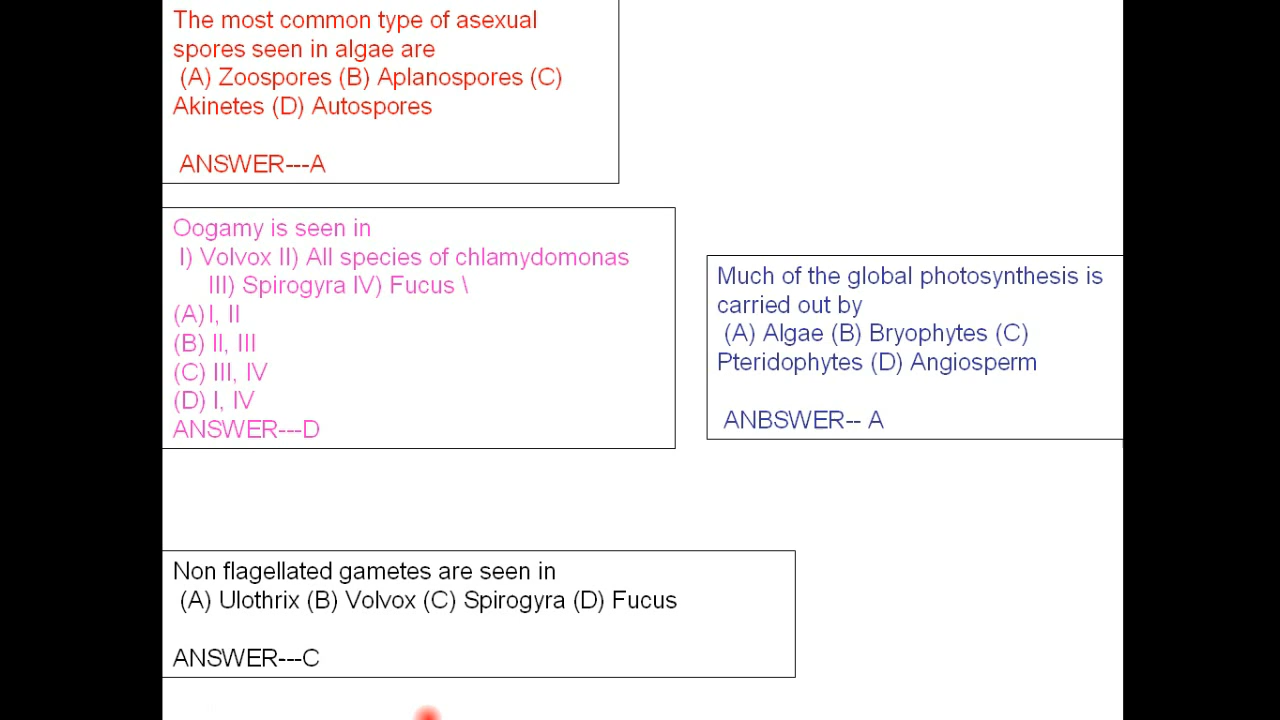 The most common type of asexual
spores seen in algae are
(A) Zoospores (B) Aplanospores (C)
Akinetes (D) Autospores
ANSWER---A
Oogamy is seen in
I) Volvox II) All species of chlamydomonas
III) Spirogyra IV) Fucus \
(A) I, II
(B) II, III
(C) III, IV
(D) I, IV
ANSWER---D
Much of the global photosynthesis is
carried out by
(A) Algae (B) Bryophytes (C)
Pteridophytes (D) Angiosperm
ANBSWER-- A
Non flagellated gametes are seen in
(A) Ulothrix (B) Volvox (C) Spirogyra (D) Fucus
ANSWER---C